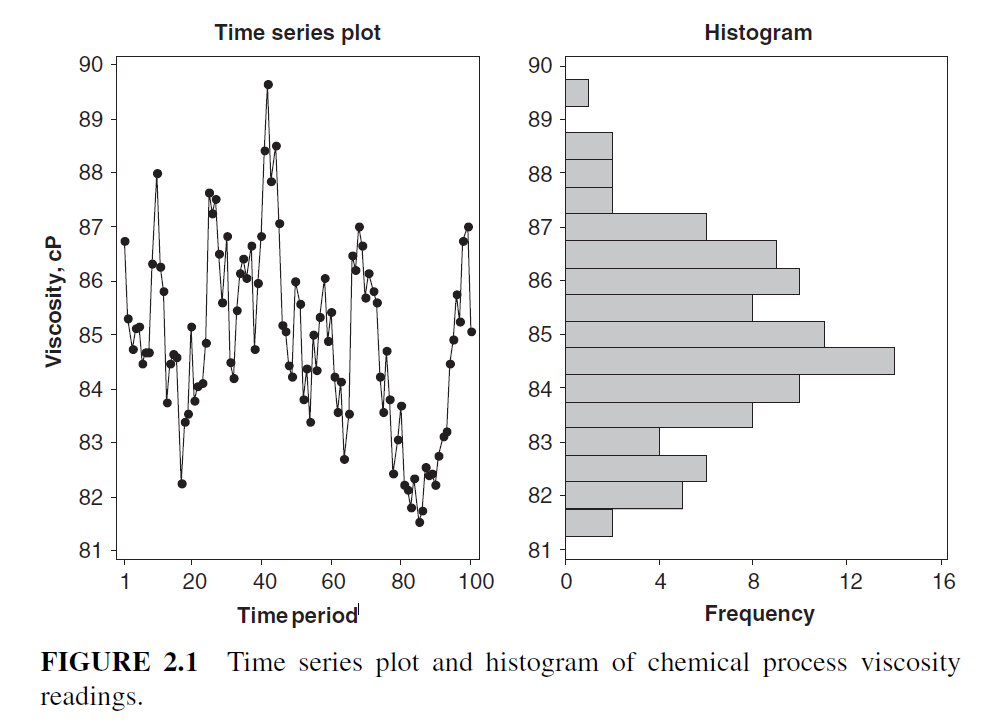 Time series plot
90
89
88
87
86
85
84
83
82
81
Viscosity, cP
1 20 40 60 80 100
Time period
Histogram
90
89
88
87
86
85
84
83
82
81
0 4 8 12 16
Frequency
FIGURE 2.1 Time series plot and histogram of chemical process viscosity
readings.